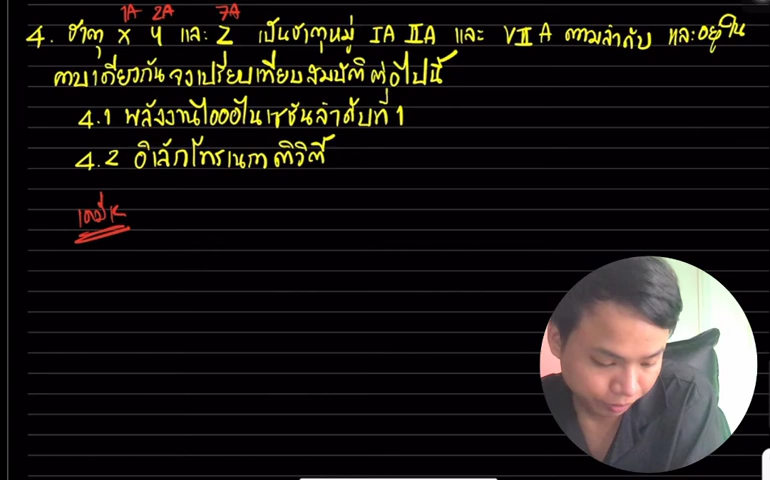 1A 2A 7A
4. ธาตุ X Y และ Z เป็นธาตุหมู่ IA IIA และ VII A ตามลำดับ และอยู่ใน
คาบเดียวกัน จงเปรียบเทียบสมบัติต่อไปนี้
4.1 พลังงานไอออไนเซชันลำดับที่ 1
4.2 อิเล็กโทรเนกาติวิตี